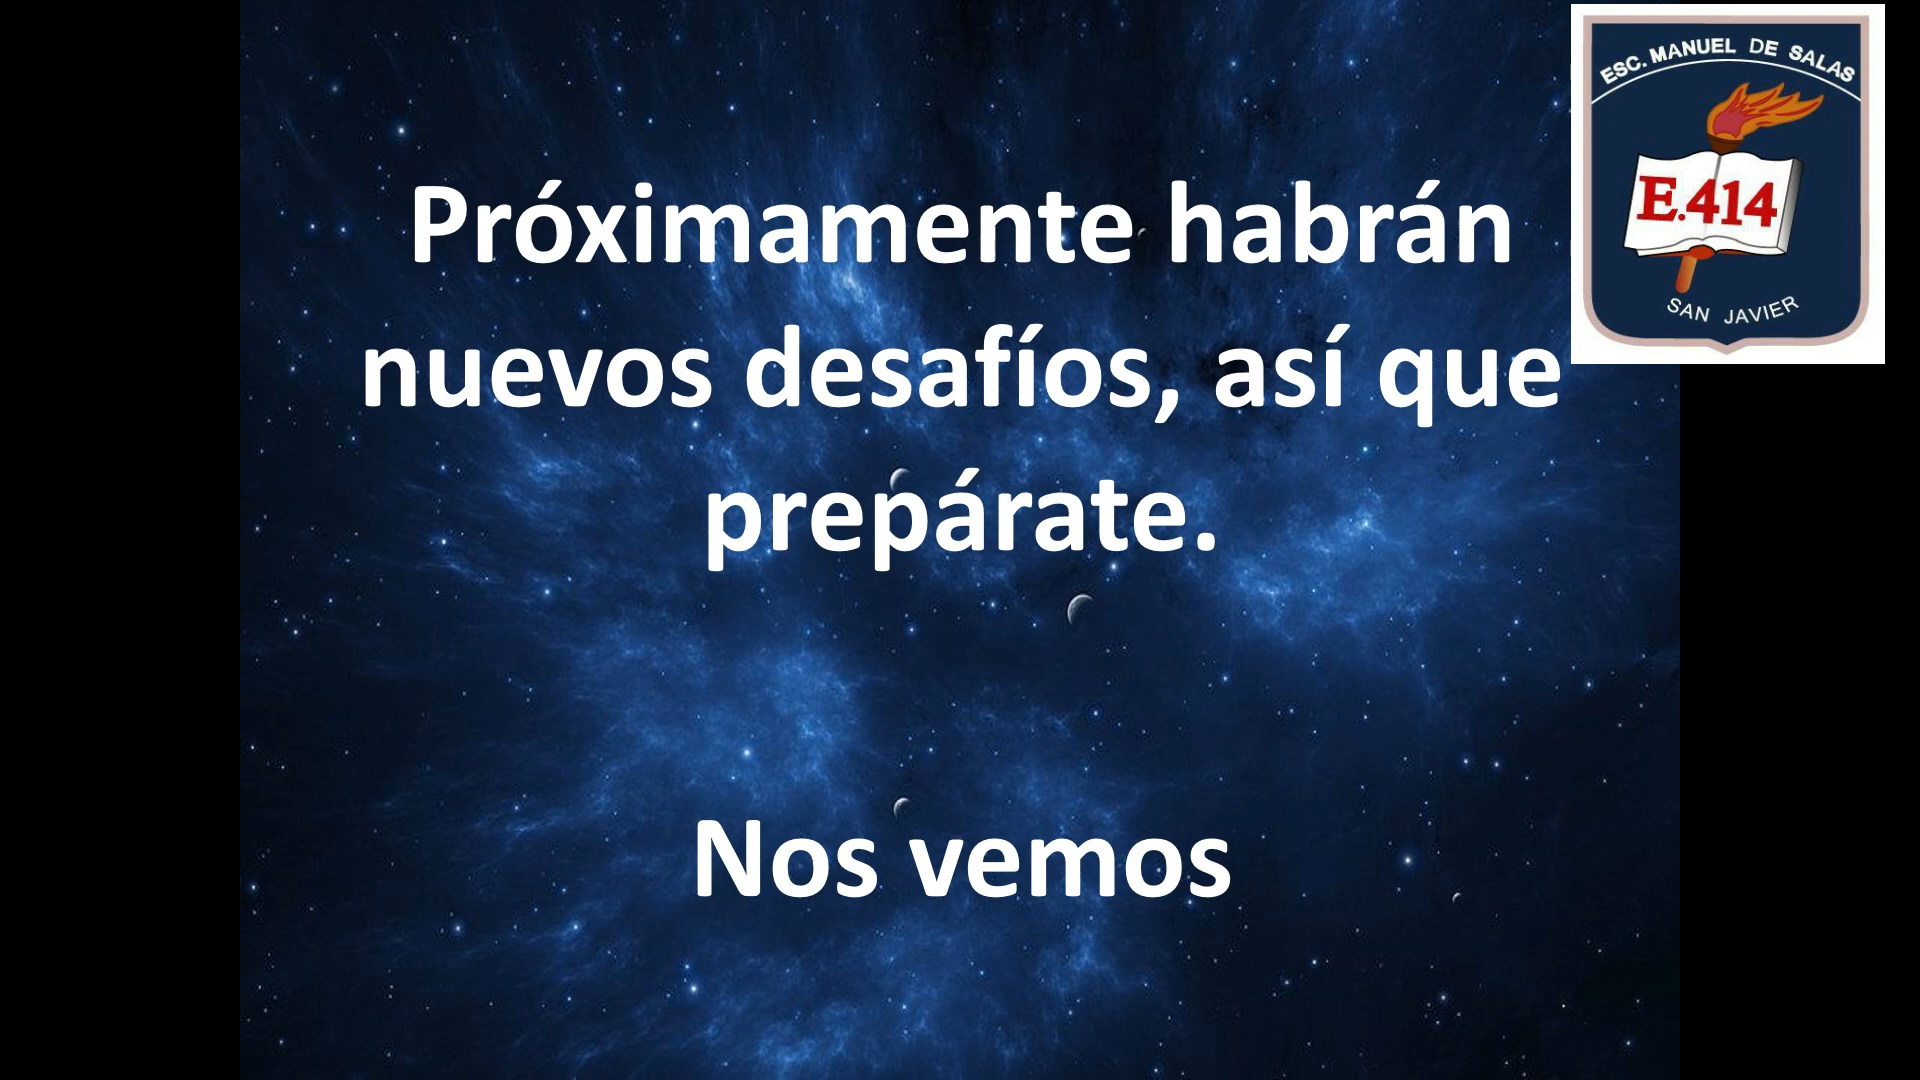 ESC. MANUEL DE SALAS
E.414
SAN JAVIER
Próximamente habrán
nuevos desafíos, así que
prepárate.
Nos vemos